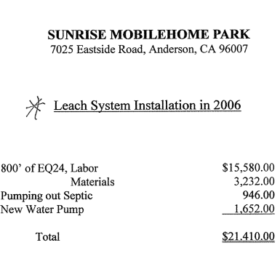 SUNRISE MOBILEHOME PARK
7025 Eastside Road, Anderson, CA 96007
Leach System Installation in 2006
800' of EQ24, Labor $15,580.00
Materials 3,232.00
Pumping out Septic 946.00
New Water Pump 1,652.00
Total $21.410.00